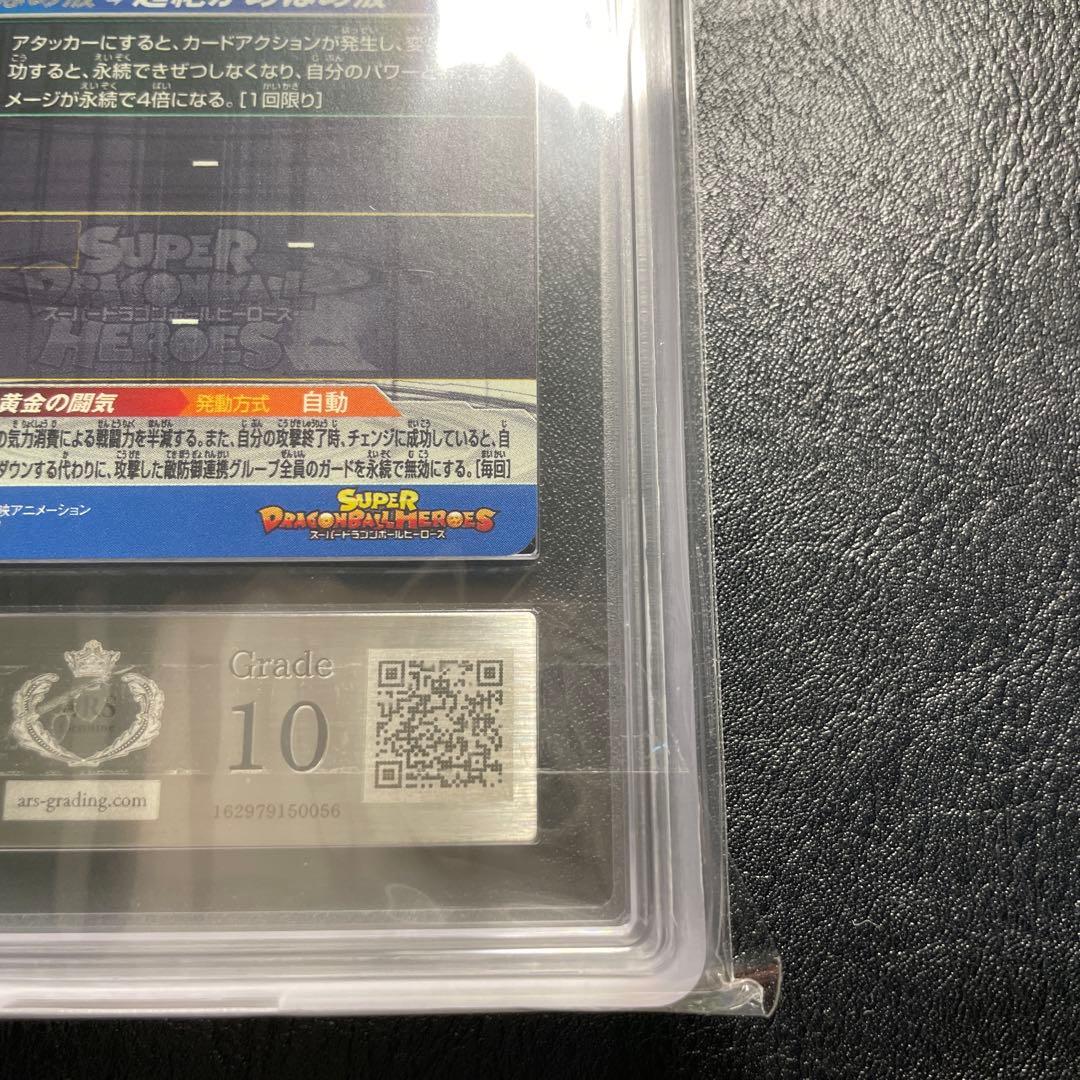 アタッカーにすると、カードアクションが発生し、変
功すると、永続できぜつしなくなり、自分のパワーと
メージが永続で4倍になる。[1回限り]
SUPER
DRAGONBALL
スーパードラゴンボールヒーローズ
HEROES
黄金の闘気 発動方式 自動
の気力消費による戦闘力を半減する。また、自分の攻撃終了時、チェンジに成功していると、自
ダウンする代わりに、攻撃した敵防御連携グループ全員のガードを永続で無効にする。[毎回]
映アニメーション
SUPER
DRAGONBALL HEROES
スーパードラゴンボールヒーローズ
ARS
Grade
10
ars-grading.com
162979150056